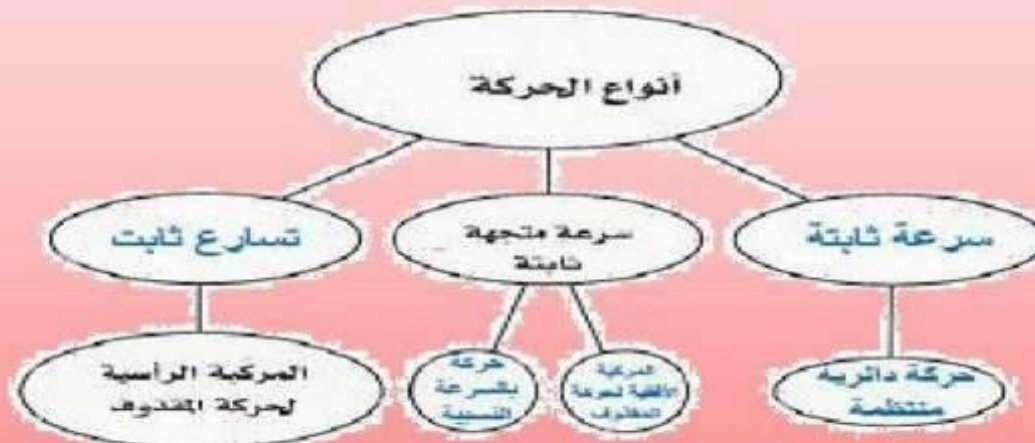 أنواع الحركة
سرعة ثابتة
سرعة متجهة
ثابتة
تسارع ثابت
حركة دائرية
منتظمة
المركبة
الأفقية لحركة
المقذوف
حركة
بالسرعة
النسبية
المركبة الرأسية
لحركة المقذوف